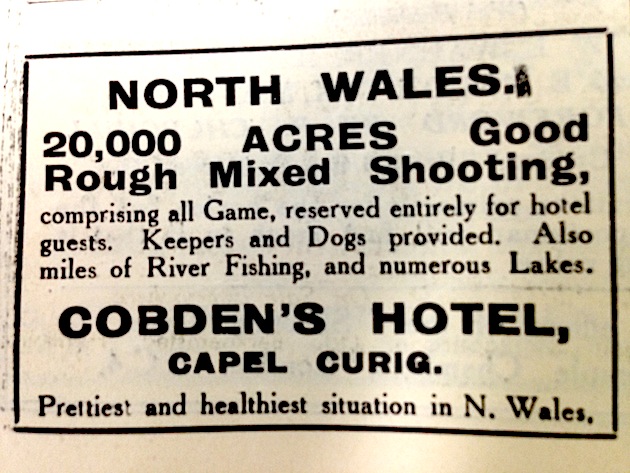 NORTH WALES.
20,000 ACRES Good
Rough Mixed Shooting,
comprising all Game, reserved entirely for hotel
guests. Keepers and Dogs provided. Also
miles of River Fishing, and numerous Lakes.
COBDEN'S HOTEL,
CAPEL CURIG.
Prettiest and healthiest situation in N. Wales.